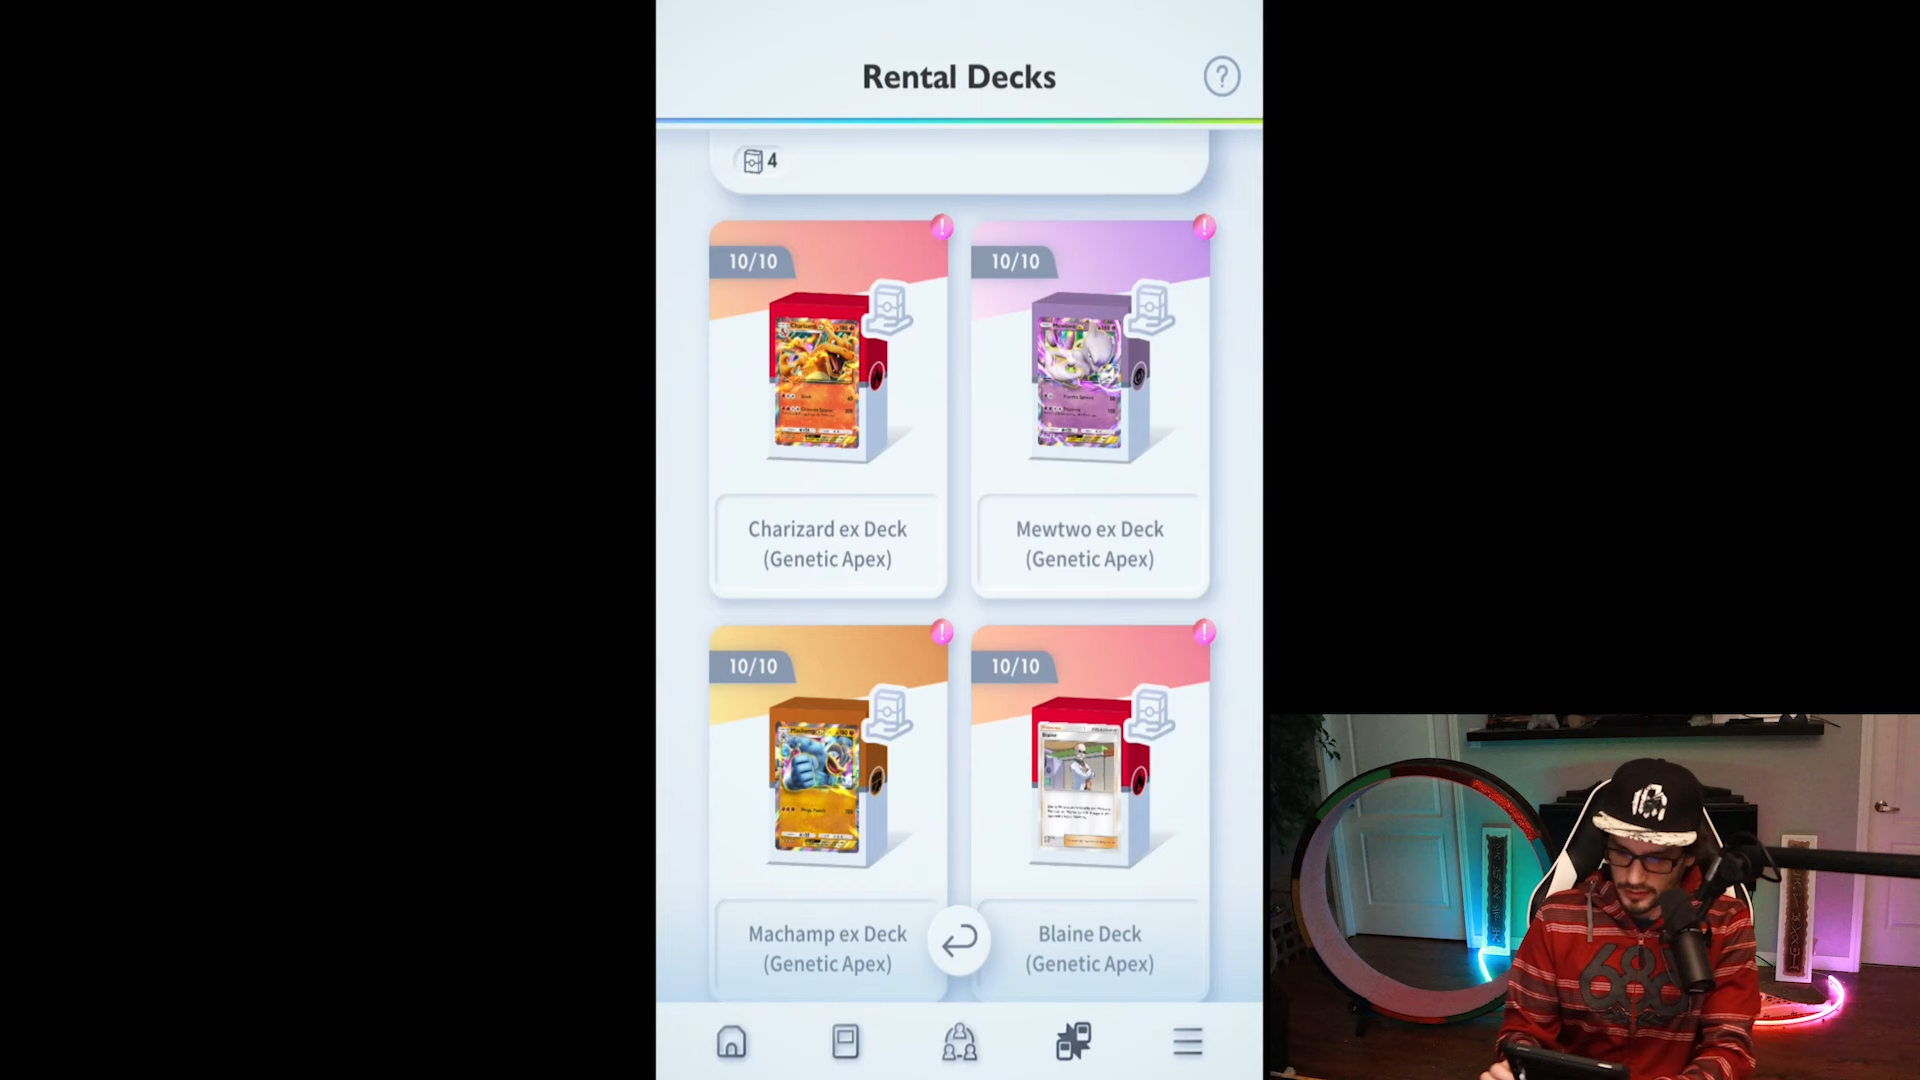 Rental Decks
?
4
10/10
10/10
Charizard ex Deck
(Genetic Apex)
Mewtwo ex Deck
(Genetic Apex)
10/10
10/10
Blaine
Machamp ex Deck
(Genetic Apex)
Blaine Deck
(Genetic Apex)